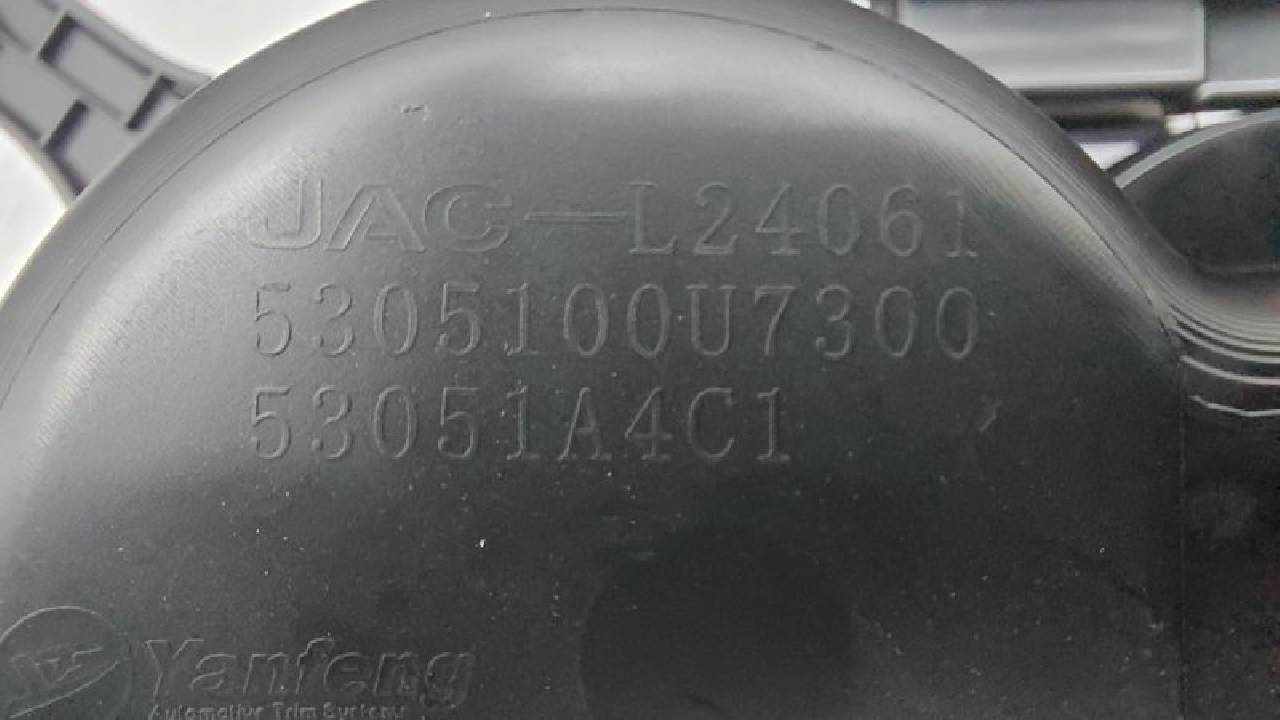 JAC-L24061
5305100U7300
53051A4C1
Yanfeng
Automotive Trim Systems